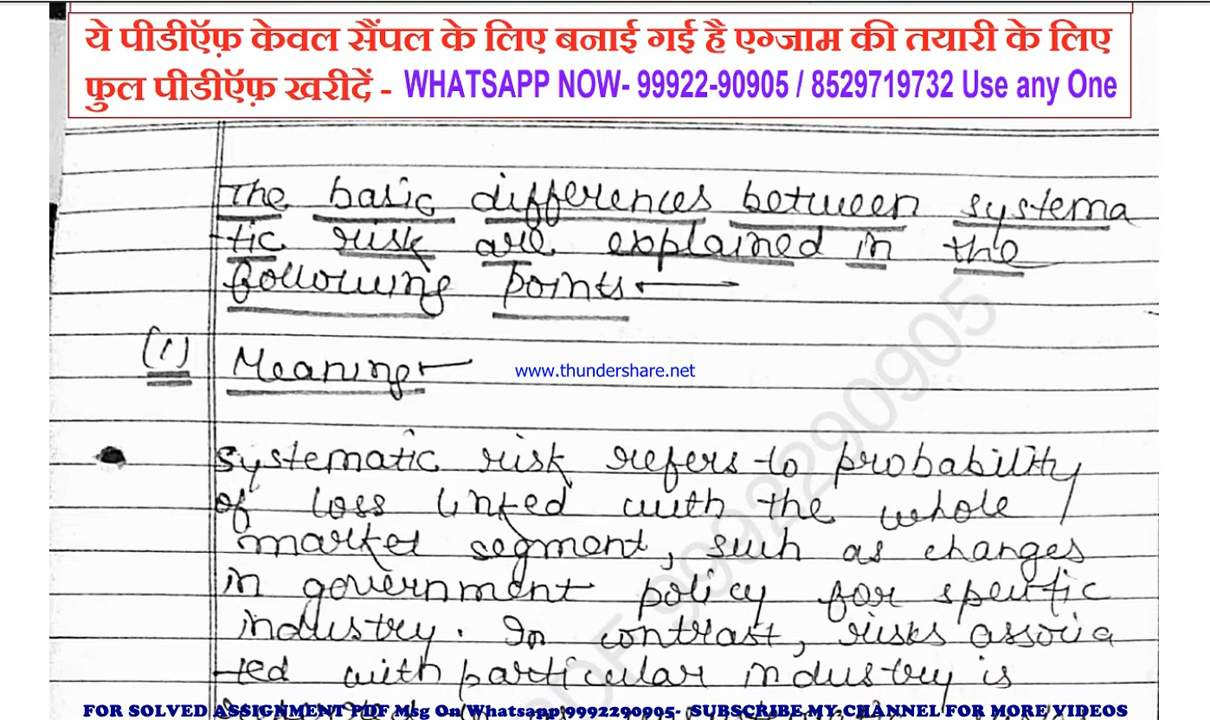 ये पीडीऍफ़ केवल सैंपल के लिए बनाई गई है एग्जाम की तयारी के लिए
फुल पीडीऍफ़ खरीदें - WHATSAPP NOW- 99922-90905 / 8529719732 Use any One
The basic differences between systema
-tic risk are explained in the
following points
(1) Meaning
www.thundershare.net
systematic risk refers to probability
of loss linked with the whole
market segment, such as changes
in government policy for specific
industry. In contrast, risks associa
-ted with particular industry is
9992290905
FOR SOLVED ASSIGNMENT PDF Msg On Whatsapp 9992290905- SUBSCRIBE MY CHANNEL FOR MORE VIDEOS